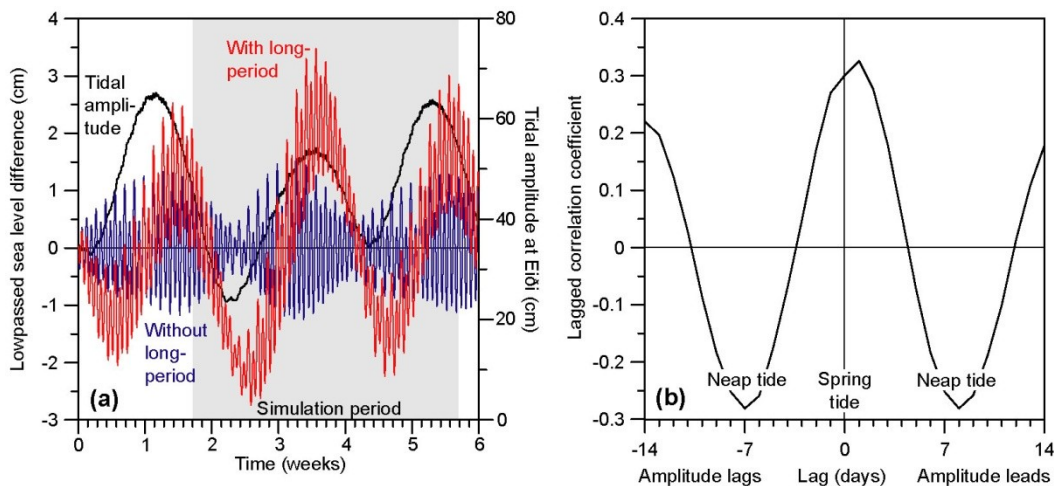 Lowpassed sea level difference (cm)
4
3
2
1
0
-1
-2
-3
Tidal
ampli-
tude
With long-
period
Without
long-
period
(a)
Simulation period
0
1
2
3
4
5
6
Time (weeks)
80
60
40
20
0
Tidal amplitude at Eiði (cm)
Lagged correlation coefficient
0.4
0.3
0.2
0.1
0
-0.1
-0.2
-0.3
Neap tide
Spring
tide
Neap tide
(b)
-14
-7
0
7
14
Amplitude lags
Lag (days)
Amplitude leads